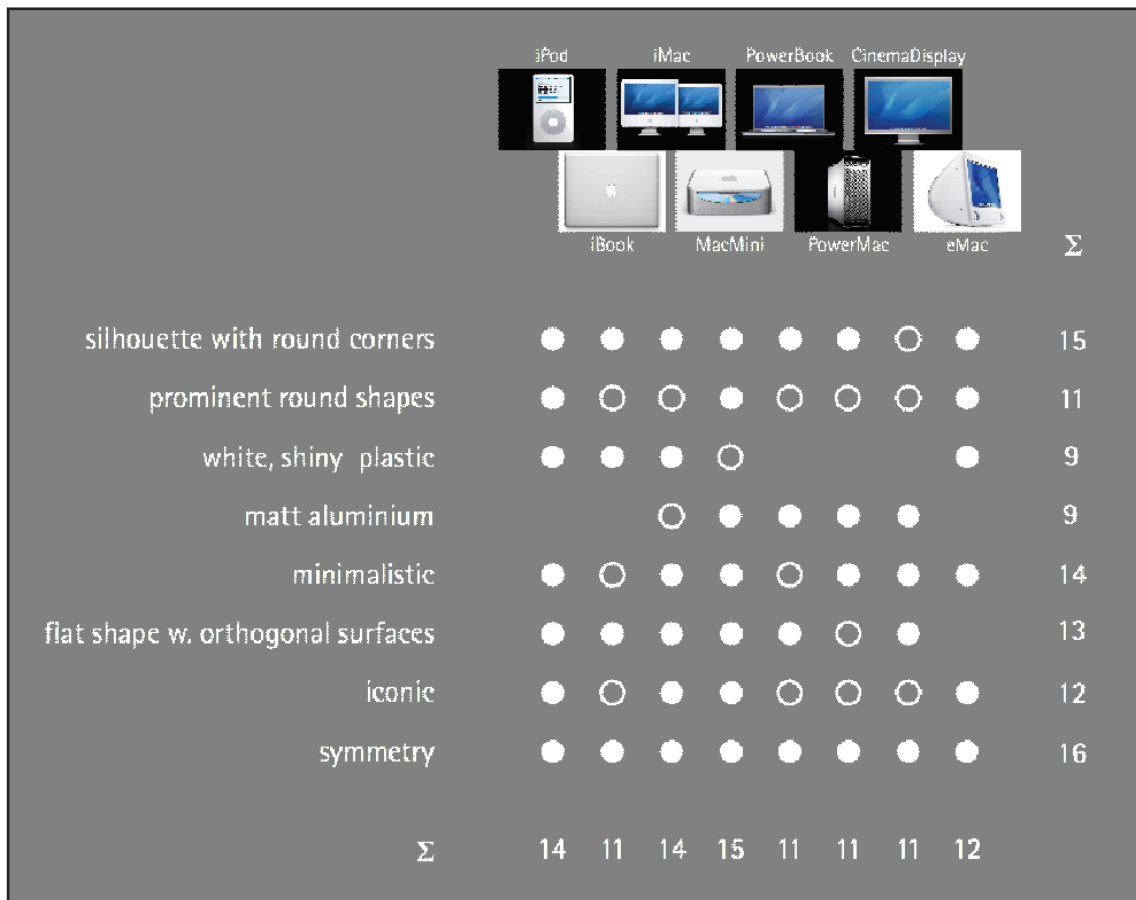 iPod iMac PowerBook CinemaDisplay
iBook MacMini PowerMac eMac Σ
silhouette with round corners 15
prominent round shapes 11
white, shiny plastic 9
matt aluminium 9
minimalistic 14
flat shape w. orthogonal surfaces 13
iconic 12
symmetry 16
Σ 14 11 14 15 11 11 11 12